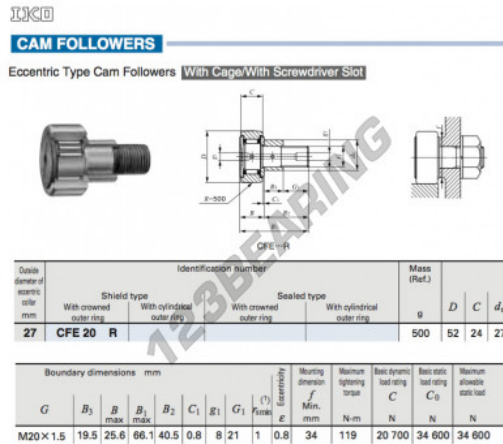 IKO
CAM FOLLOWERS
Eccentric Type Cam Followers With Cage/With Screwdriver Slot
C
D
R=500
B
CFE…R
123BEARING
Outside diameter of eccentric collar mm
Identification number
Mass (Ref.) g
Shield type
Sealed type
With crowned outer ring
With cylindrical outer ring
With crowned outer ring
With cylindrical outer ring
D C
27 CFE 20 R 500 52 24 27
Boundary dimensions mm
G B3 B max B1 max B2 C1 g1 G1 (1) rs min
Eccentricity ε
Mounting dimension f Min. mm
Maximum tightening torque N-m
Basic dynamic load rating C N
Basic static load rating C0 N
Maximum allowable static load N
M20×1.5 19.5 25.6 66.1 40.5 0.8 8 21 1 0.8 34 119 20 700 34 600 34 600